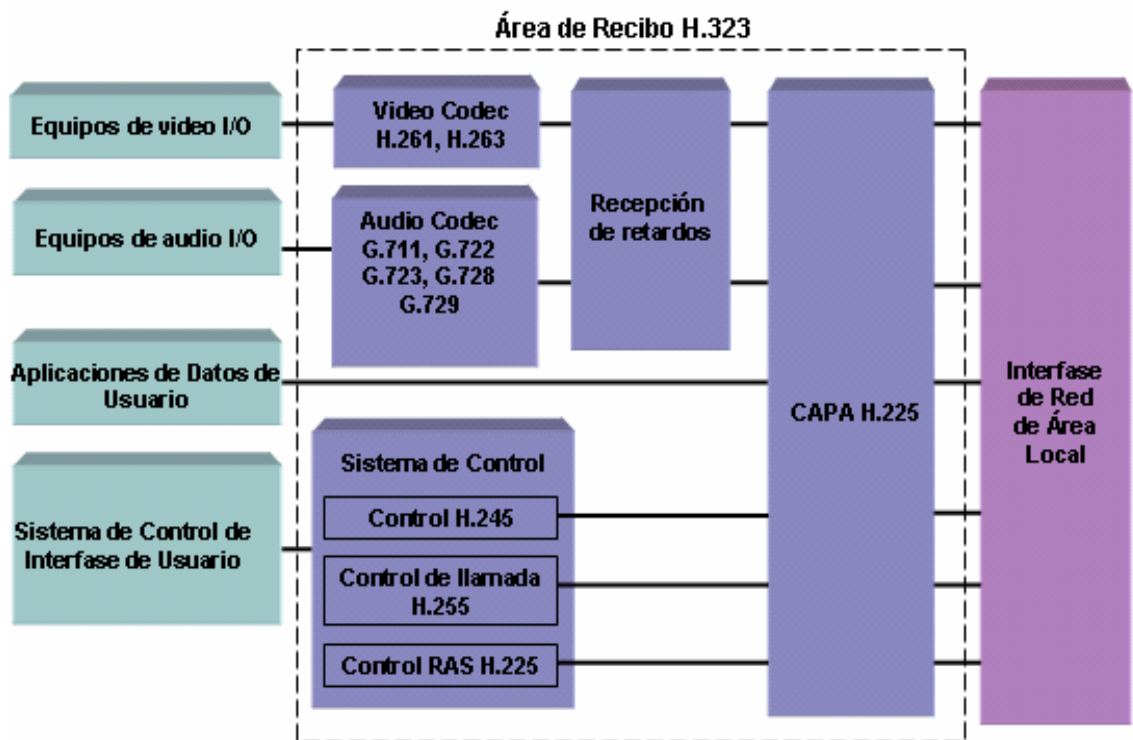 Área de Recibo H.323
Equipos de video I/O
Video Codec
H.261, H.263
Equipos de audio I/O
Audio Codec
G.711, G.722
G.723, G.728
G.729
Recepción
de retardos
Aplicaciones de Datos de
Usuario
CAPA H.225
Interfase
de Red
de Área
Local
Sistema de Control de
Interfase de Usuario
Sistema de Control
Control H.245
Control de llamada
H.255
Control RAS H.225